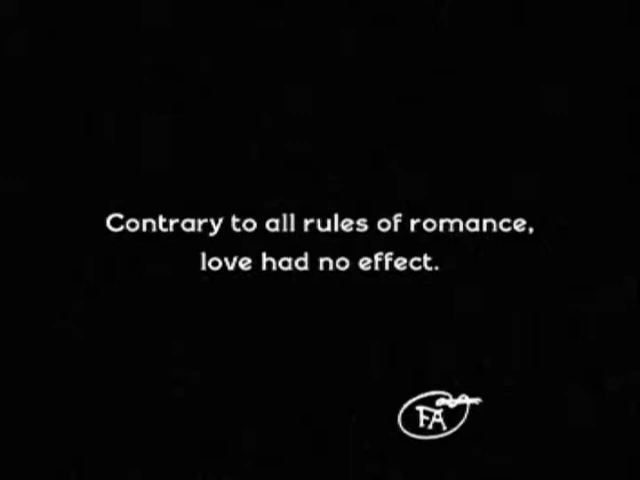 Contrary to all rules of romance,
love had no effect.
FA